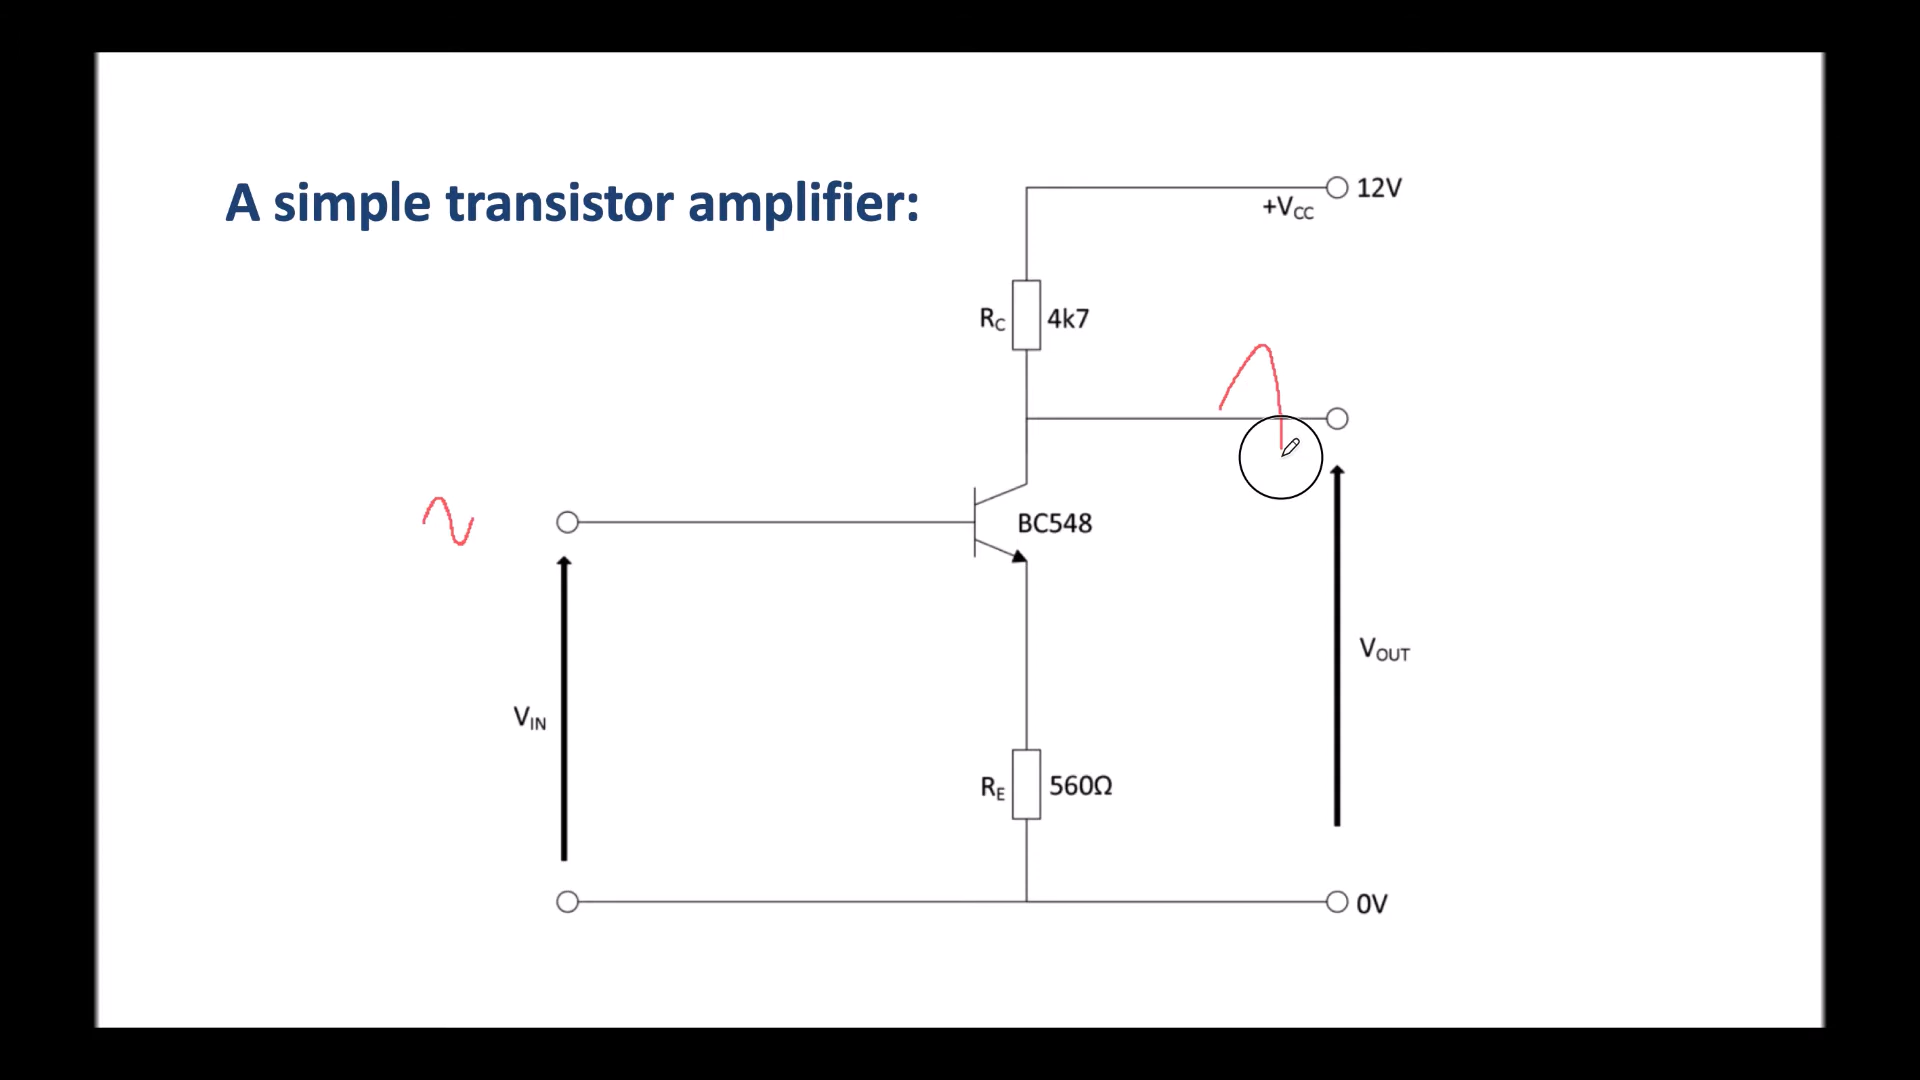 A simple transistor amplifier:
12V
+VCC
RC 4k7
BC548
VOUT
VIN
RE 560Ω
0V